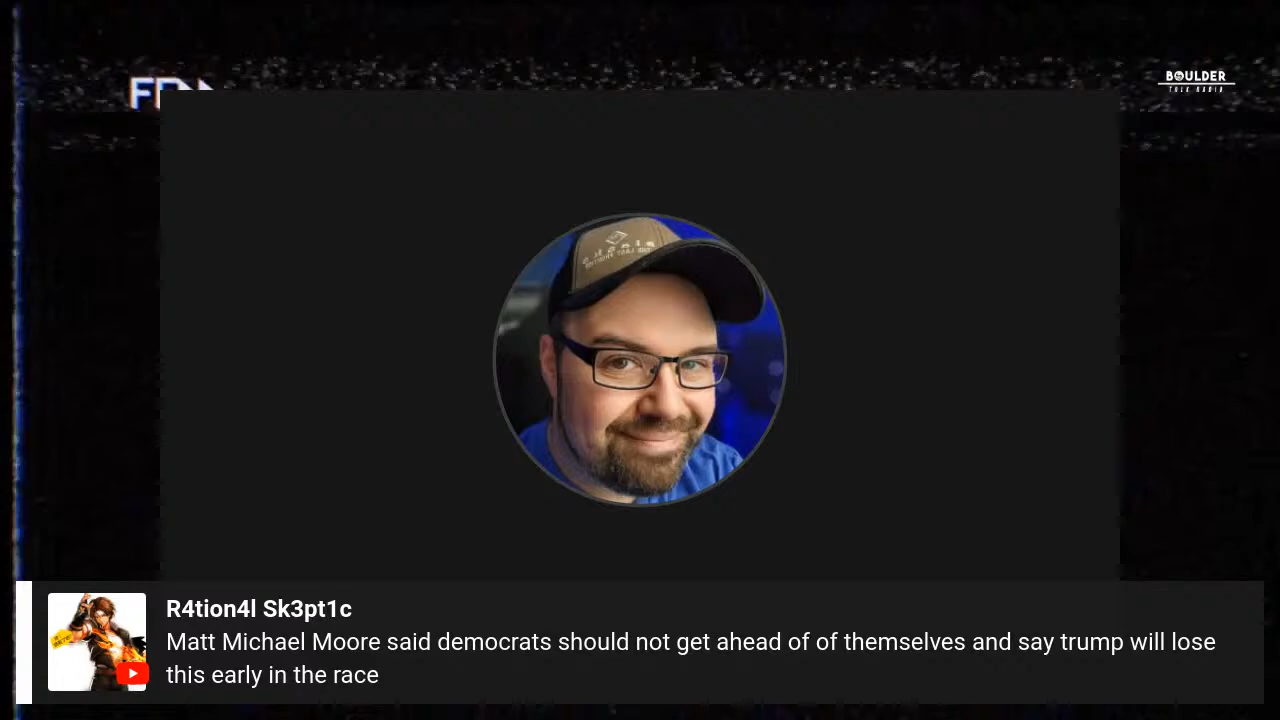 BOULDER
TALK RADIO
R4tion4l Sk3pt1c
Matt Michael Moore said democrats should not get ahead of of themselves and say trump will lose
this early in the race